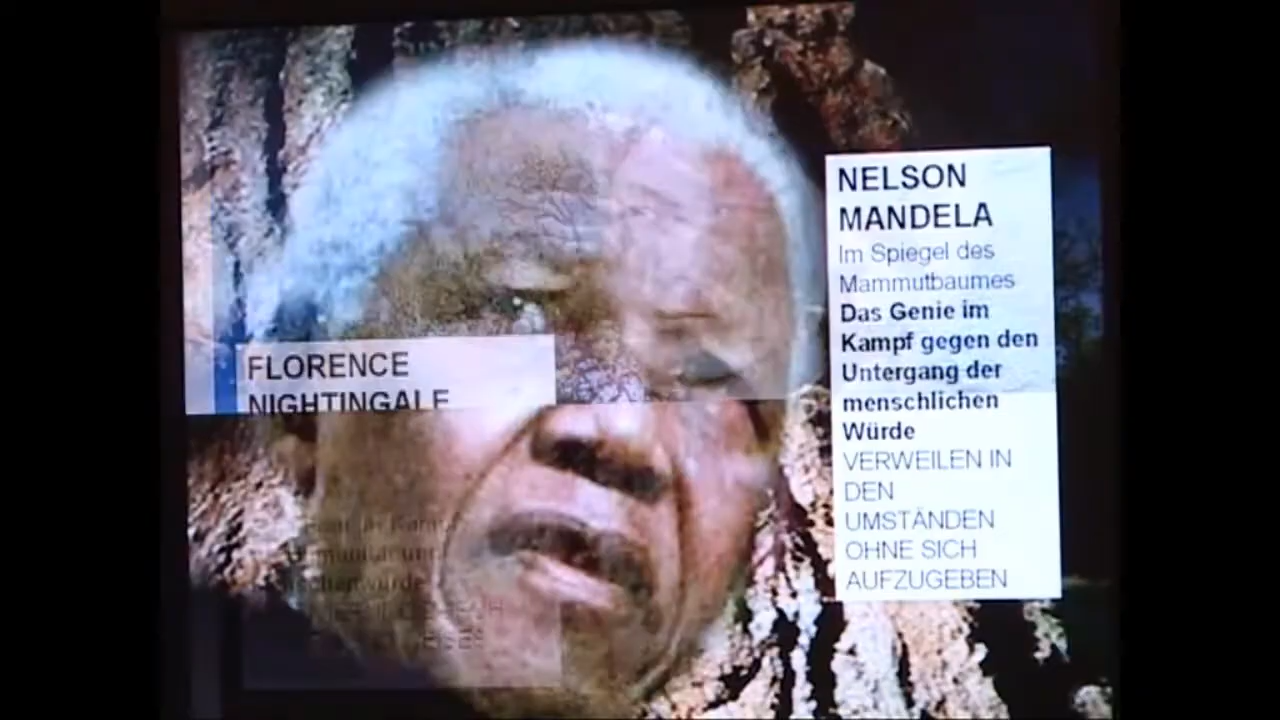 NELSON
MANDELA
Im Spiegel des
Mammutbaumes
Das Genie im
Kampf gegen den
Untergang der
menschlichen
Würde
VERWEILEN IN
DEN
UMSTÄNDEN
OHNE SICH
AUFZUGEBEN
FLORENCE
NIGHTINGALE